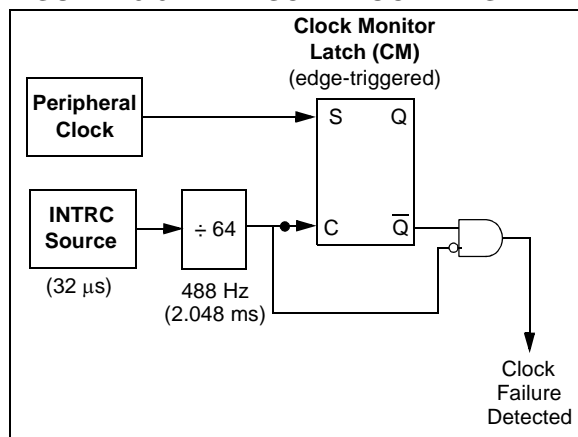 Clock Monitor
Latch (CM)
(edge-triggered)
Peripheral
Clock
S Q
INTRC
Source
÷ 64
C Q̅
(32 μs)
488 Hz
(2.048 ms)
Clock
Failure
Detected